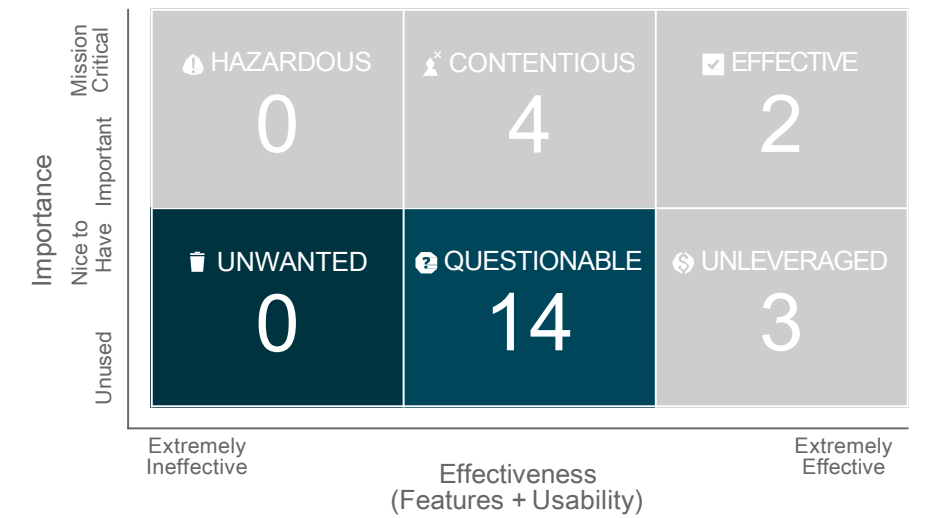 Importance
Mission
Critical
Important
Nice to
Have
Unused
HAZARDOUS
0
CONTENTIOUS
4
EFFECTIVE
2
UNWANTED
0
QUESTIONABLE
14
UNLEVERAGED
3
Extremely
Ineffective
Effectiveness
(Features + Usability)
Extremely
Effective